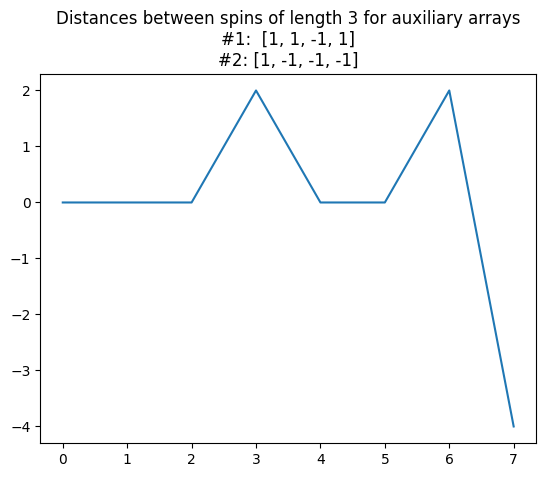 Distances between spins of length 3 for auxiliary arrays
#1:  [1, 1, -1, 1]
#2: [1, -1, -1, -1]
2
1
0
−1
−2
−3
−4
0 1 2 3 4 5 6 7